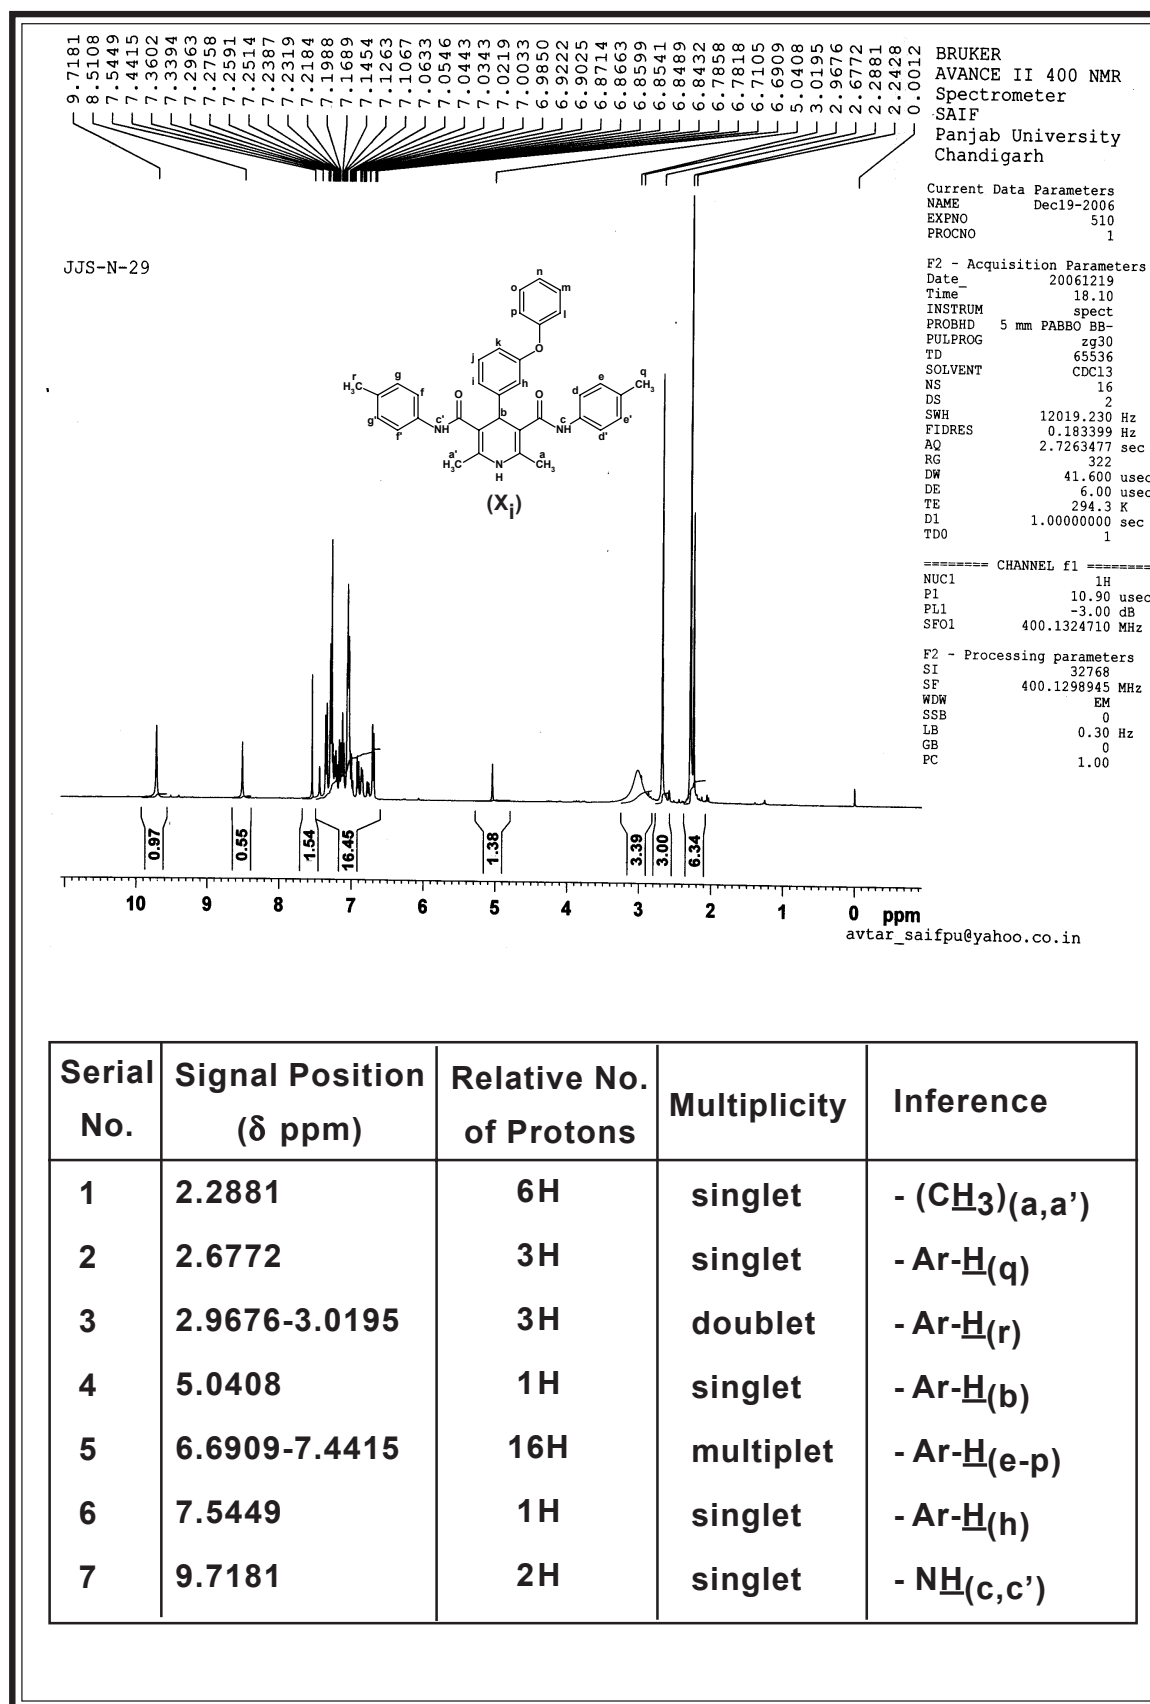 9.7181
8.5108
7.5449
7.4415
7.3602
7.3394
7.2963
7.2758
7.2591
7.2514
7.2387
7.2319
7.2184
7.1988
7.1689
7.1454
7.1263
7.1067
7.0633
7.0546
7.0443
7.0343
7.0219
7.0033
6.9850
6.9222
6.9025
6.8714
6.8663
6.8599
6.8541
6.8489
6.8432
6.7858
6.7818
6.7105
6.6909
5.0408
3.0195
2.9676
2.6772
2.2881
2.2428
0.0012
BRUKER
AVANCE II 400 NMR
Spectrometer
SAIF
Panjab University
Chandigarh
Current Data Parameters
NAME Dec19-2006
EXPNO 510
PROCNO 1
F2 - Acquisition Parameters
Date_ 20061219
Time 18.10
INSTRUM spect
PROBHD 5 mm PABBO BB-
PULPROG zg30
TD 65536
SOLVENT CDCl3
NS 16
DS 2
SWH 12019.230 Hz
FIDRES 0.183399 Hz
AQ 2.7263477 sec
RG 322
DW 41.600 usec
DE 6.00 usec
TE 294.3 K
D1 1.00000000 sec
TD0 1
======== CHANNEL f1 ========
NUC1 1H
P1 10.90 usec
PL1 -3.00 dB
SFO1 400.1324710 MHz
F2 - Processing parameters
SI 32768
SF 400.1298945 MHz
WDW EM
SSB 0
LB 0.30 Hz
GB 0
PC 1.00
JJS-N-29
n
o m
p l
O
k
j
i h
r g f
H3C
g' f'
O O
c' NH
b
NH c
d e q
CH3
d' e'
a' a
H3C N CH3
H
(Xj)
0.97 0.55 1.54 16.45 1.38 3.39 3.00 6.34
10 9 8 7 6 5 4 3 2 1 0 ppm
avtar_saifpu@yahoo.co.in
Serial No. Signal Position (δ ppm) Relative No. of Protons Multiplicity Inference
1 2.2881 6H singlet - (CH3)(a,a')
2 2.6772 3H singlet - Ar-H(q)
3 2.9676-3.0195 3H doublet - Ar-H(r)
4 5.0408 1H singlet - Ar-H(b)
5 6.6909-7.4415 16H multiplet - Ar-H(e-p)
6 7.5449 1H singlet - Ar-H(h)
7 9.7181 2H singlet - NH(c,c')